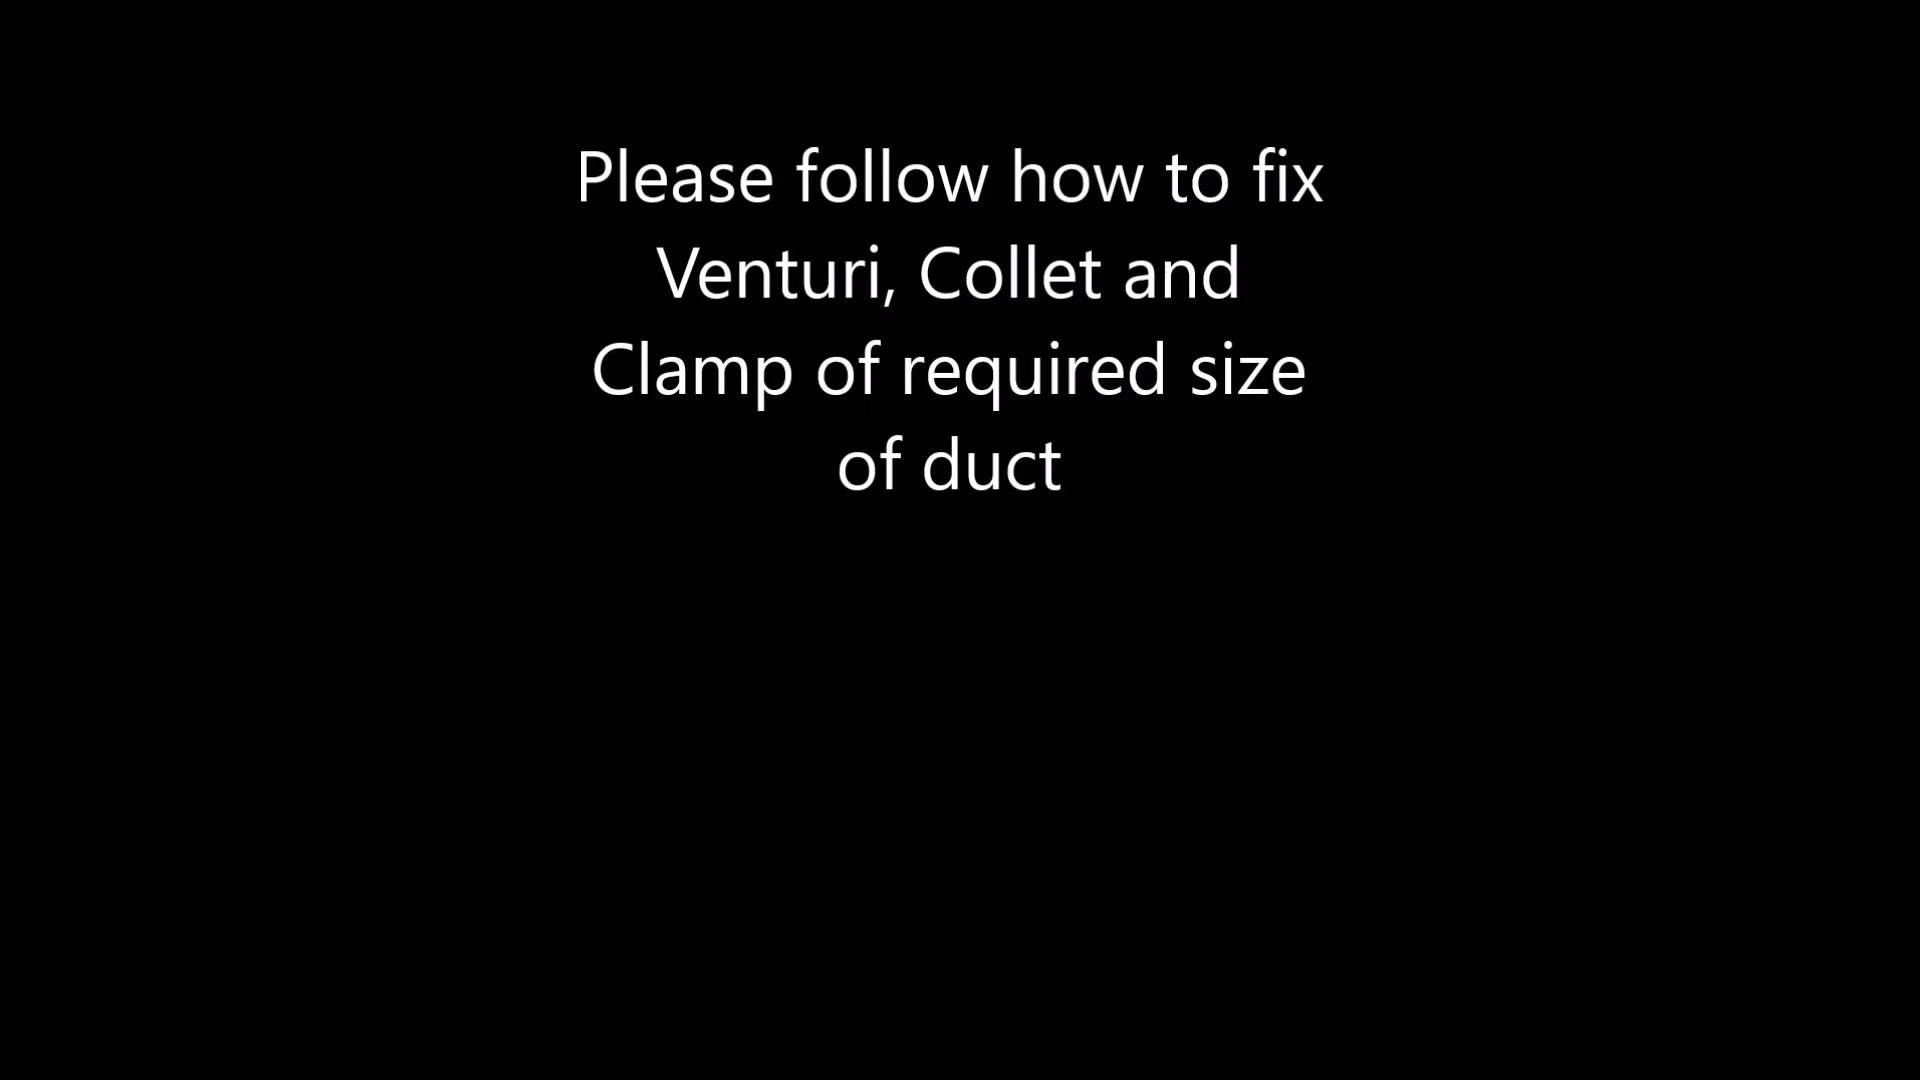 Please follow how to fix
Venturi, Collet and
Clamp of required size
of duct